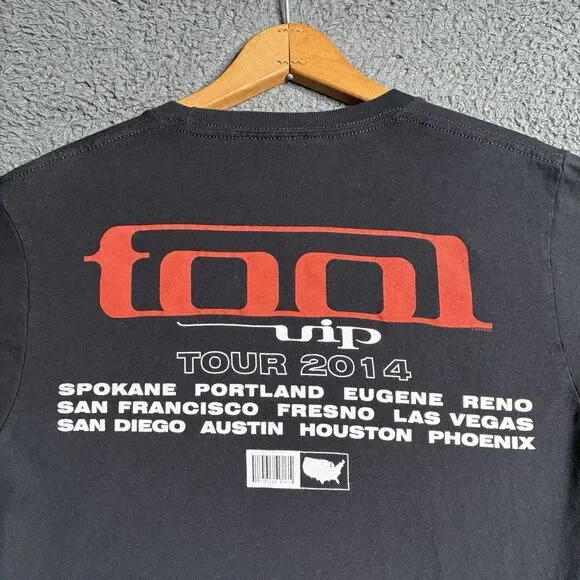 tool
vip
TOUR 2014
SPOKANE PORTLAND EUGENE RENO
SAN FRANCISCO FRESNO LAS VEGAS
SAN DIEGO AUSTIN HOUSTON PHOENIX